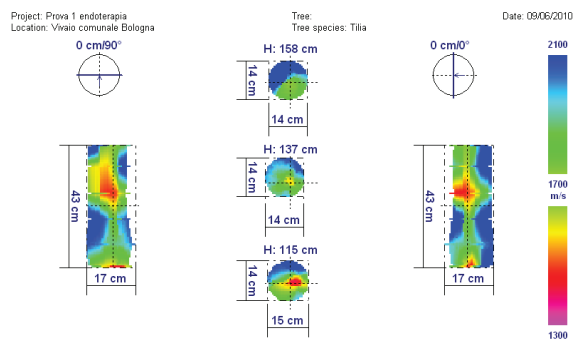 Project: Prova 1 endoterapia
Tree:
Date: 09/06/2010
Location: Vivaio comunale Bologna
Tree species: Tilia
0 cm/90°
H: 158 cm
0 cm/0°
2100
14 cm
14 cm
H: 137 cm
14 cm
14 cm
43 cm
17 cm
43 cm
17 cm
1700
m/s
H: 115 cm
14 cm
15 cm
1300